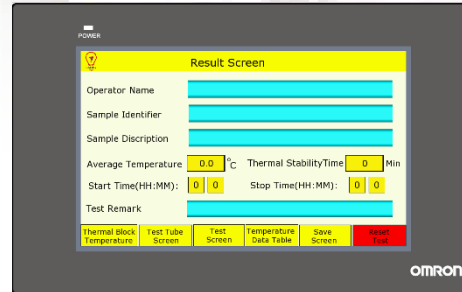 POWER
Result Screen
Operator Name
Sample Identifier
Sample Discription
Average Temperature 0.0 °C Thermal StabilityTime 0 Min
Start Time(HH:MM): 0 0 Stop Time(HH:MM): 0 0
Test Remark
Thermal Block Temperature
Test Tube Screen
Test Screen
Temperature Data Table
Save Screen
Reset Test
OMRON